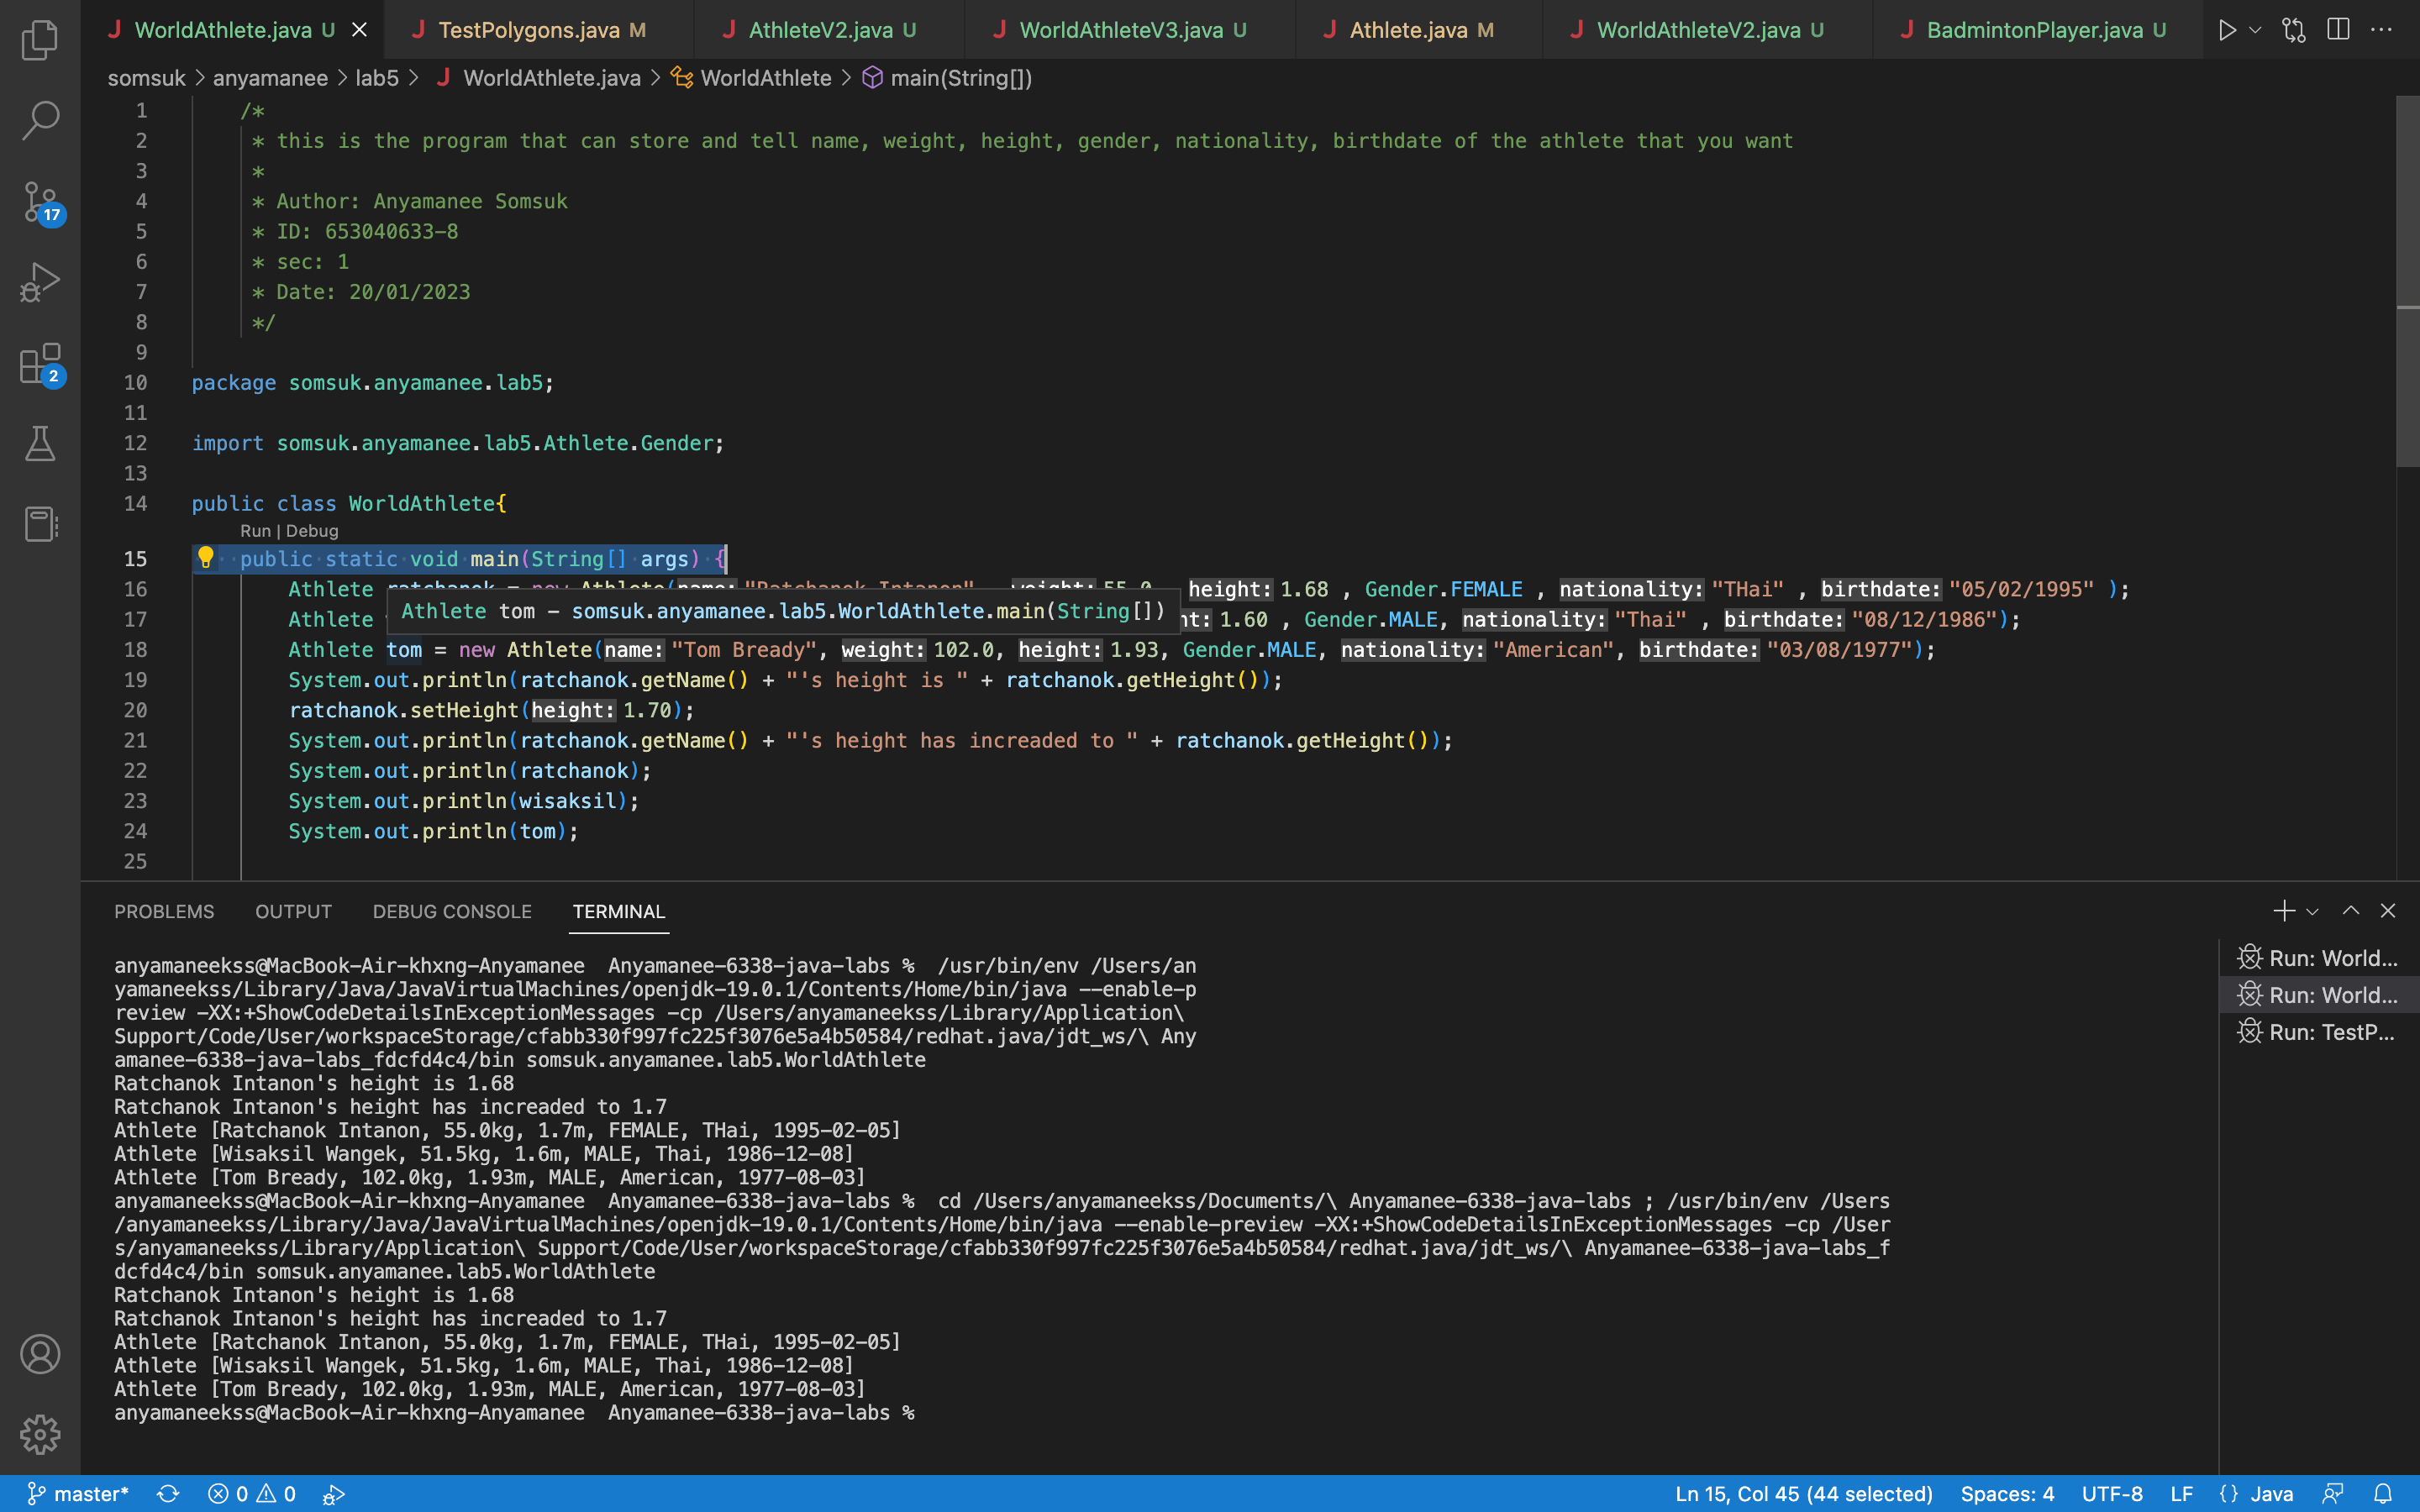 WorldAthlete.java U TestPolygons.java M AthleteV2.java U WorldAthleteV3.java U Athlete.java M WorldAthleteV2.java U BadmintonPlayer.java U
somsuk > anyamanee > lab5 > WorldAthlete.java > WorldAthlete > main(String[])
1 /*
2 * this is the program that can store and tell name, weight, height, gender, nationality, birthdate of the athlete that you want
3 *
4 * Author: Anyamanee Somsuk
5 * ID: 653040633-8
6 * sec: 1
7 * Date: 20/01/2023
8 */
9
10 package somsuk.anyamanee.lab5;
11
12 import somsuk.anyamanee.lab5.Athlete.Gender;
13
14 public class WorldAthlete{
Run | Debug
15 public static void main(String[] args) {
16 Athlete ratchanok = new Athlete(name: "Ratchanok Intanon" , weight: 55.0 , height: 1.68 , Gender.FEMALE , nationality: "THai" , birthdate: "05/02/1995" );
Athlete tom – somsuk.anyamanee.lab5.WorldAthlete.main(String[])
17 Athlete 1.60 , Gender.MALE, nationality: "Thai" , birthdate: "08/12/1986");
18 Athlete tom = new Athlete(name: "Tom Bready", weight: 102.0, height: 1.93, Gender.MALE, nationality: "American", birthdate: "03/08/1977");
19 System.out.println(ratchanok.getName() + "'s height is " + ratchanok.getHeight());
20 ratchanok.setHeight(height: 1.70);
21 System.out.println(ratchanok.getName() + "'s height has increaded to " + ratchanok.getHeight());
22 System.out.println(ratchanok);
23 System.out.println(wisaksil);
24 System.out.println(tom);
25
17
2
PROBLEMS OUTPUT DEBUG CONSOLE TERMINAL
anyamaneekss@MacBook-Air-khxng-Anyamanee  Anyamanee-6338-java-labs %  /usr/bin/env /Users/an
yamaneekss/Library/Java/JavaVirtualMachines/openjdk-19.0.1/Contents/Home/bin/java --enable-p
review -XX:+ShowCodeDetailsInExceptionMessages -cp /Users/anyamaneekss/Library/Application\
Support/Code/User/workspaceStorage/cfabb330f997fc225f3076e5a4b50584/redhat.java/jdt_ws/\ Any
amanee-6338-java-labs_fdcfd4c4/bin somsuk.anyamanee.lab5.WorldAthlete
Ratchanok Intanon's height is 1.68
Ratchanok Intanon's height has increaded to 1.7
Athlete [Ratchanok Intanon, 55.0kg, 1.7m, FEMALE, THai, 1995-02-05]
Athlete [Wisaksil Wangek, 51.5kg, 1.6m, MALE, Thai, 1986-12-08]
Athlete [Tom Bready, 102.0kg, 1.93m, MALE, American, 1977-08-03]
anyamaneekss@MacBook-Air-khxng-Anyamanee  Anyamanee-6338-java-labs %  cd /Users/anyamaneekss/Documents/\ Anyamanee-6338-java-labs ; /usr/bin/env /Users
/anyamaneekss/Library/Java/JavaVirtualMachines/openjdk-19.0.1/Contents/Home/bin/java --enable-preview -XX:+ShowCodeDetailsInExceptionMessages -cp /User
s/anyamaneekss/Library/Application\ Support/Code/User/workspaceStorage/cfabb330f997fc225f3076e5a4b50584/redhat.java/jdt_ws/\ Anyamanee-6338-java-labs_f
dcfd4c4/bin somsuk.anyamanee.lab5.WorldAthlete
Ratchanok Intanon's height is 1.68
Ratchanok Intanon's height has increaded to 1.7
Athlete [Ratchanok Intanon, 55.0kg, 1.7m, FEMALE, THai, 1995-02-05]
Athlete [Wisaksil Wangek, 51.5kg, 1.6m, MALE, Thai, 1986-12-08]
Athlete [Tom Bready, 102.0kg, 1.93m, MALE, American, 1977-08-03]
anyamaneekss@MacBook-Air-khxng-Anyamanee  Anyamanee-6338-java-labs %
Run: World...
Run: World...
Run: TestP...
master* 0 0 Ln 15, Col 45 (44 selected) Spaces: 4 UTF-8 LF {} Java